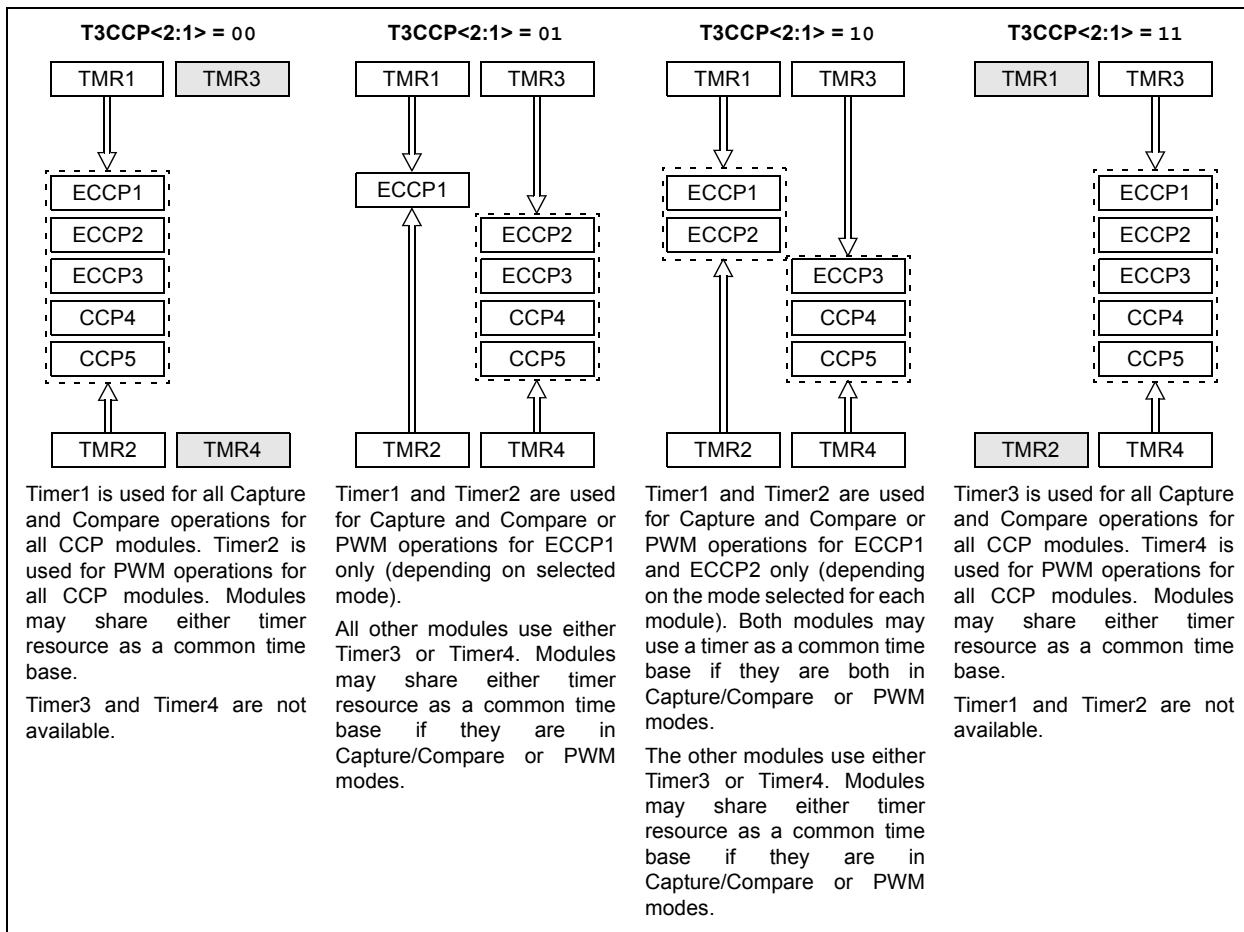 T3CCP<2:1> = 00
TMR1 TMR3
ECCP1
ECCP2
ECCP3
CCP4
CCP5
TMR2 TMR4
Timer1 is used for all Capture
and Compare operations for
all CCP modules. Timer2 is
used for PWM operations for
all CCP modules. Modules
may share either timer
resource as a common time
base.
Timer3 and Timer4 are not
available.
T3CCP<2:1> = 01
TMR1 TMR3
ECCP1
ECCP2
ECCP3
CCP4
CCP5
TMR2 TMR4
Timer1 and Timer2 are used
for Capture and Compare or
PWM operations for ECCP1
only (depending on selected
mode).
All other modules use either
Timer3 or Timer4. Modules
may share either timer
resource as a common time
base if they are in
Capture/Compare or PWM
modes.
T3CCP<2:1> = 10
TMR1 TMR3
ECCP1
ECCP2
ECCP3
CCP4
CCP5
TMR2 TMR4
Timer1 and Timer2 are used
for Capture and Compare or
PWM operations for ECCP1
and ECCP2 only (depending
on the mode selected for each
module). Both modules may
use a timer as a common time
base if they are both in
Capture/Compare or PWM
modes.
The other modules use either
Timer3 or Timer4. Modules
may share either timer
resource as a common time
base if they are in
Capture/Compare or PWM
modes.
T3CCP<2:1> = 11
TMR1 TMR3
ECCP1
ECCP2
ECCP3
CCP4
CCP5
TMR2 TMR4
Timer3 is used for all Capture
and Compare operations for
all CCP modules. Timer4 is
used for PWM operations for
all CCP modules. Modules
may share either timer
resource as a common time
base.
Timer1 and Timer2 are not
available.